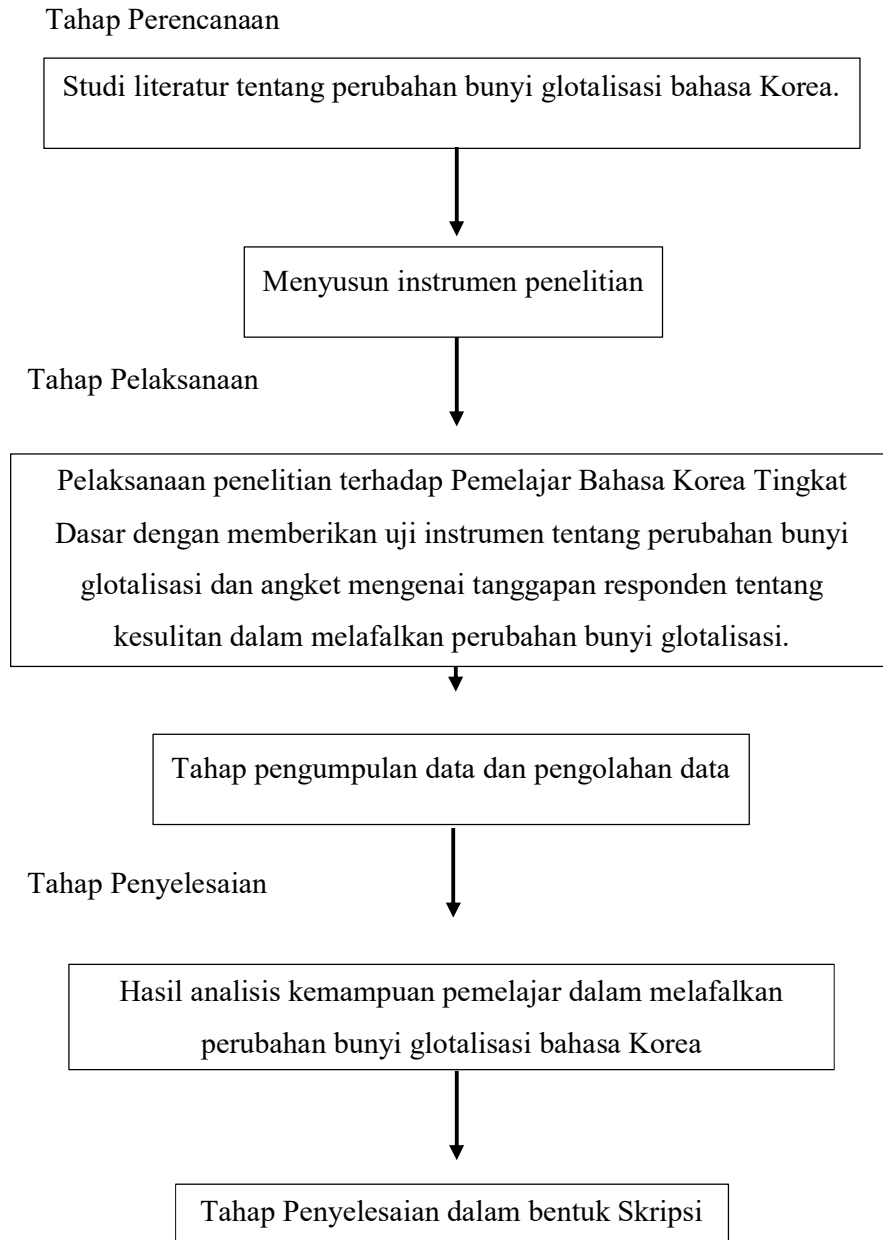 Tahap Perencanaan
Studi literatur tentang perubahan bunyi glotalisasi bahasa Korea.
Menyusun instrumen penelitian
Tahap Pelaksanaan
Pelaksanaan penelitian terhadap Pemelajar Bahasa Korea Tingkat
Dasar dengan memberikan uji instrumen tentang perubahan bunyi
glotalisasi dan angket mengenai tanggapan responden tentang
kesulitan dalam melafalkan perubahan bunyi glotalisasi.
Tahap pengumpulan data dan pengolahan data
Tahap Penyelesaian
Hasil analisis kemampuan pemelajar dalam melafalkan
perubahan bunyi glotalisasi bahasa Korea
Tahap Penyelesaian dalam bentuk Skripsi